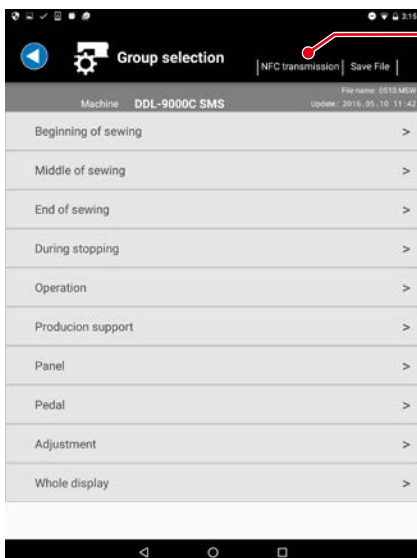 3:15
Group selection
NFC transmission Save File
File name: 0510.MSW
Machine DDL-9000C SMS
Update: 2016.05.10 11:42
Beginning of sewing >
Middle of sewing >
End of sewing >
During stopping >
Operation >
Producion support >
Panel >
Pedal >
Adjustment >
Whole display >